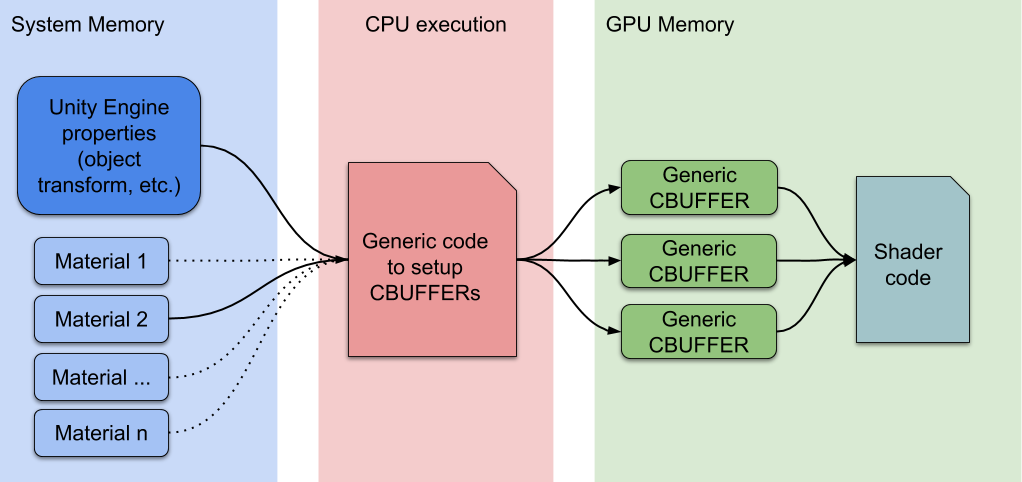 System Memory
CPU execution
GPU Memory
Unity Engine
properties
(object
transform, etc.)
Material 1
Material 2
Material ...
Material n
Generic code
to setup
CBUFFERs
Generic
CBUFFER
Generic
CBUFFER
Generic
CBUFFER
Shader
code